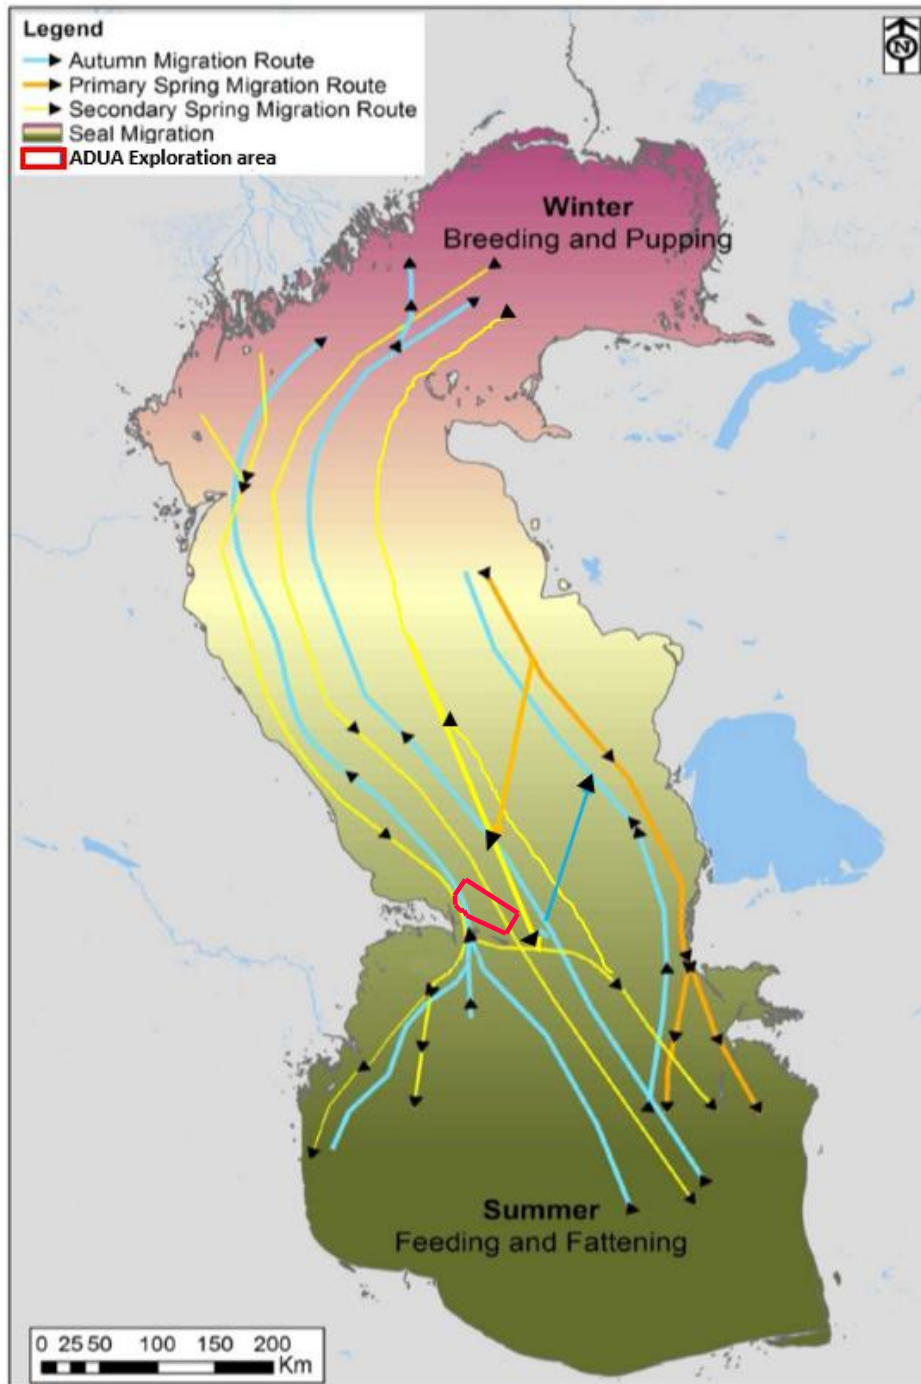 Legend
Autumn Migration Route
Primary Spring Migration Route
Secondary Spring Migration Route
Seal Migration
ADUA Exploration area
N
Winter
Breeding and Pupping
Summer
Feeding and Fattening
0 25 50 100 150 200
Km